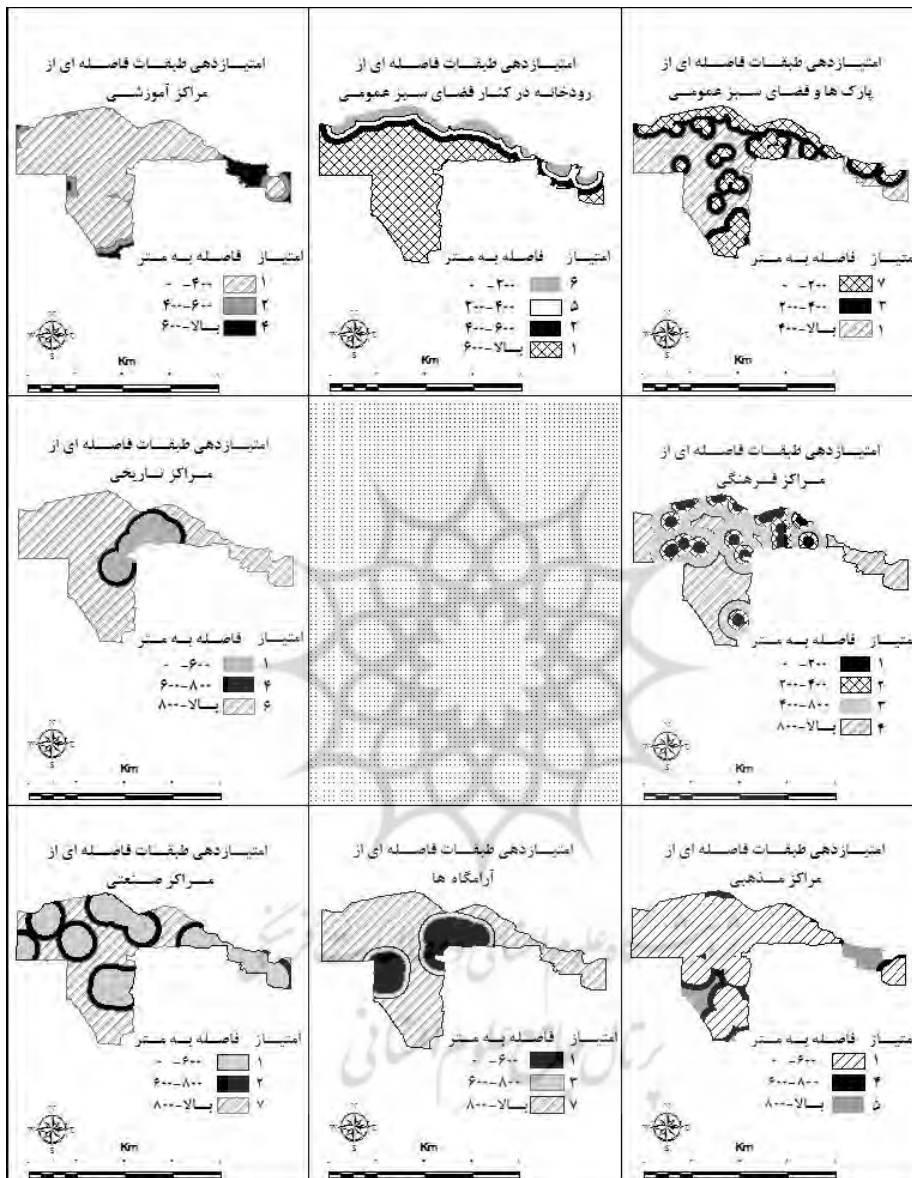 امتیازدهی طبقات فاصله ای از
پارک ها و فضای سبز عمومی
امتیاز فاصله به متر
۷ ۰-۲۰۰
۳ ۲۰۰-۴۰۰
۱ ۴۰۰-بالا
S
Km
امتیازدهی طبقات فاصله ای از
رودخانه در کنار فضای سبز عمومی
امتیاز فاصله به متر
۶ ۰-۲۰۰
۵ ۲۰۰-۴۰۰
۲ ۴۰۰-۶۰۰
۱ ۶۰۰-بالا
S
Km
امتیازدهی طبقات فاصله ای از
مراکز آموزشی
امتیاز فاصله به متر
۱ ۰-۴۰۰
۲ ۴۰۰-۶۰۰
۴ ۶۰۰-بالا
S
Km
امتیازدهی طبقات فاصله ای از
مراکز فرهنگی
امتیاز فاصله به متر
۱ ۰-۲۰۰
۲ ۲۰۰-۴۰۰
۳ ۴۰۰-۸۰۰
۴ ۸۰۰-بالا
S
Km
امتیازدهی طبقات فاصله ای از
مراکز تاریخی
امتیاز فاصله به متر
۱ ۰-۶۰۰
۴ ۶۰۰-۸۰۰
۶ ۸۰۰-بالا
S
Km
امتیازدهی طبقات فاصله ای از
مراکز مذهبی
امتیاز فاصله به متر
۱ ۰-۶۰۰
۴ ۶۰۰-۸۰۰
۵ ۸۰۰-بالا
S
Km
امتیازدهی طبقات فاصله ای از
آرامگاه ها
امتیاز فاصله به متر
۱ ۰-۶۰۰
۳ ۶۰۰-۸۰۰
۷ ۸۰۰-بالا
S
Km
امتیازدهی طبقات فاصله ای از
مراکز صنعتی
امتیاز فاصله به متر
۱ ۰-۶۰۰
۲ ۶۰۰-۸۰۰
۷ ۸۰۰-بالا
S
Km